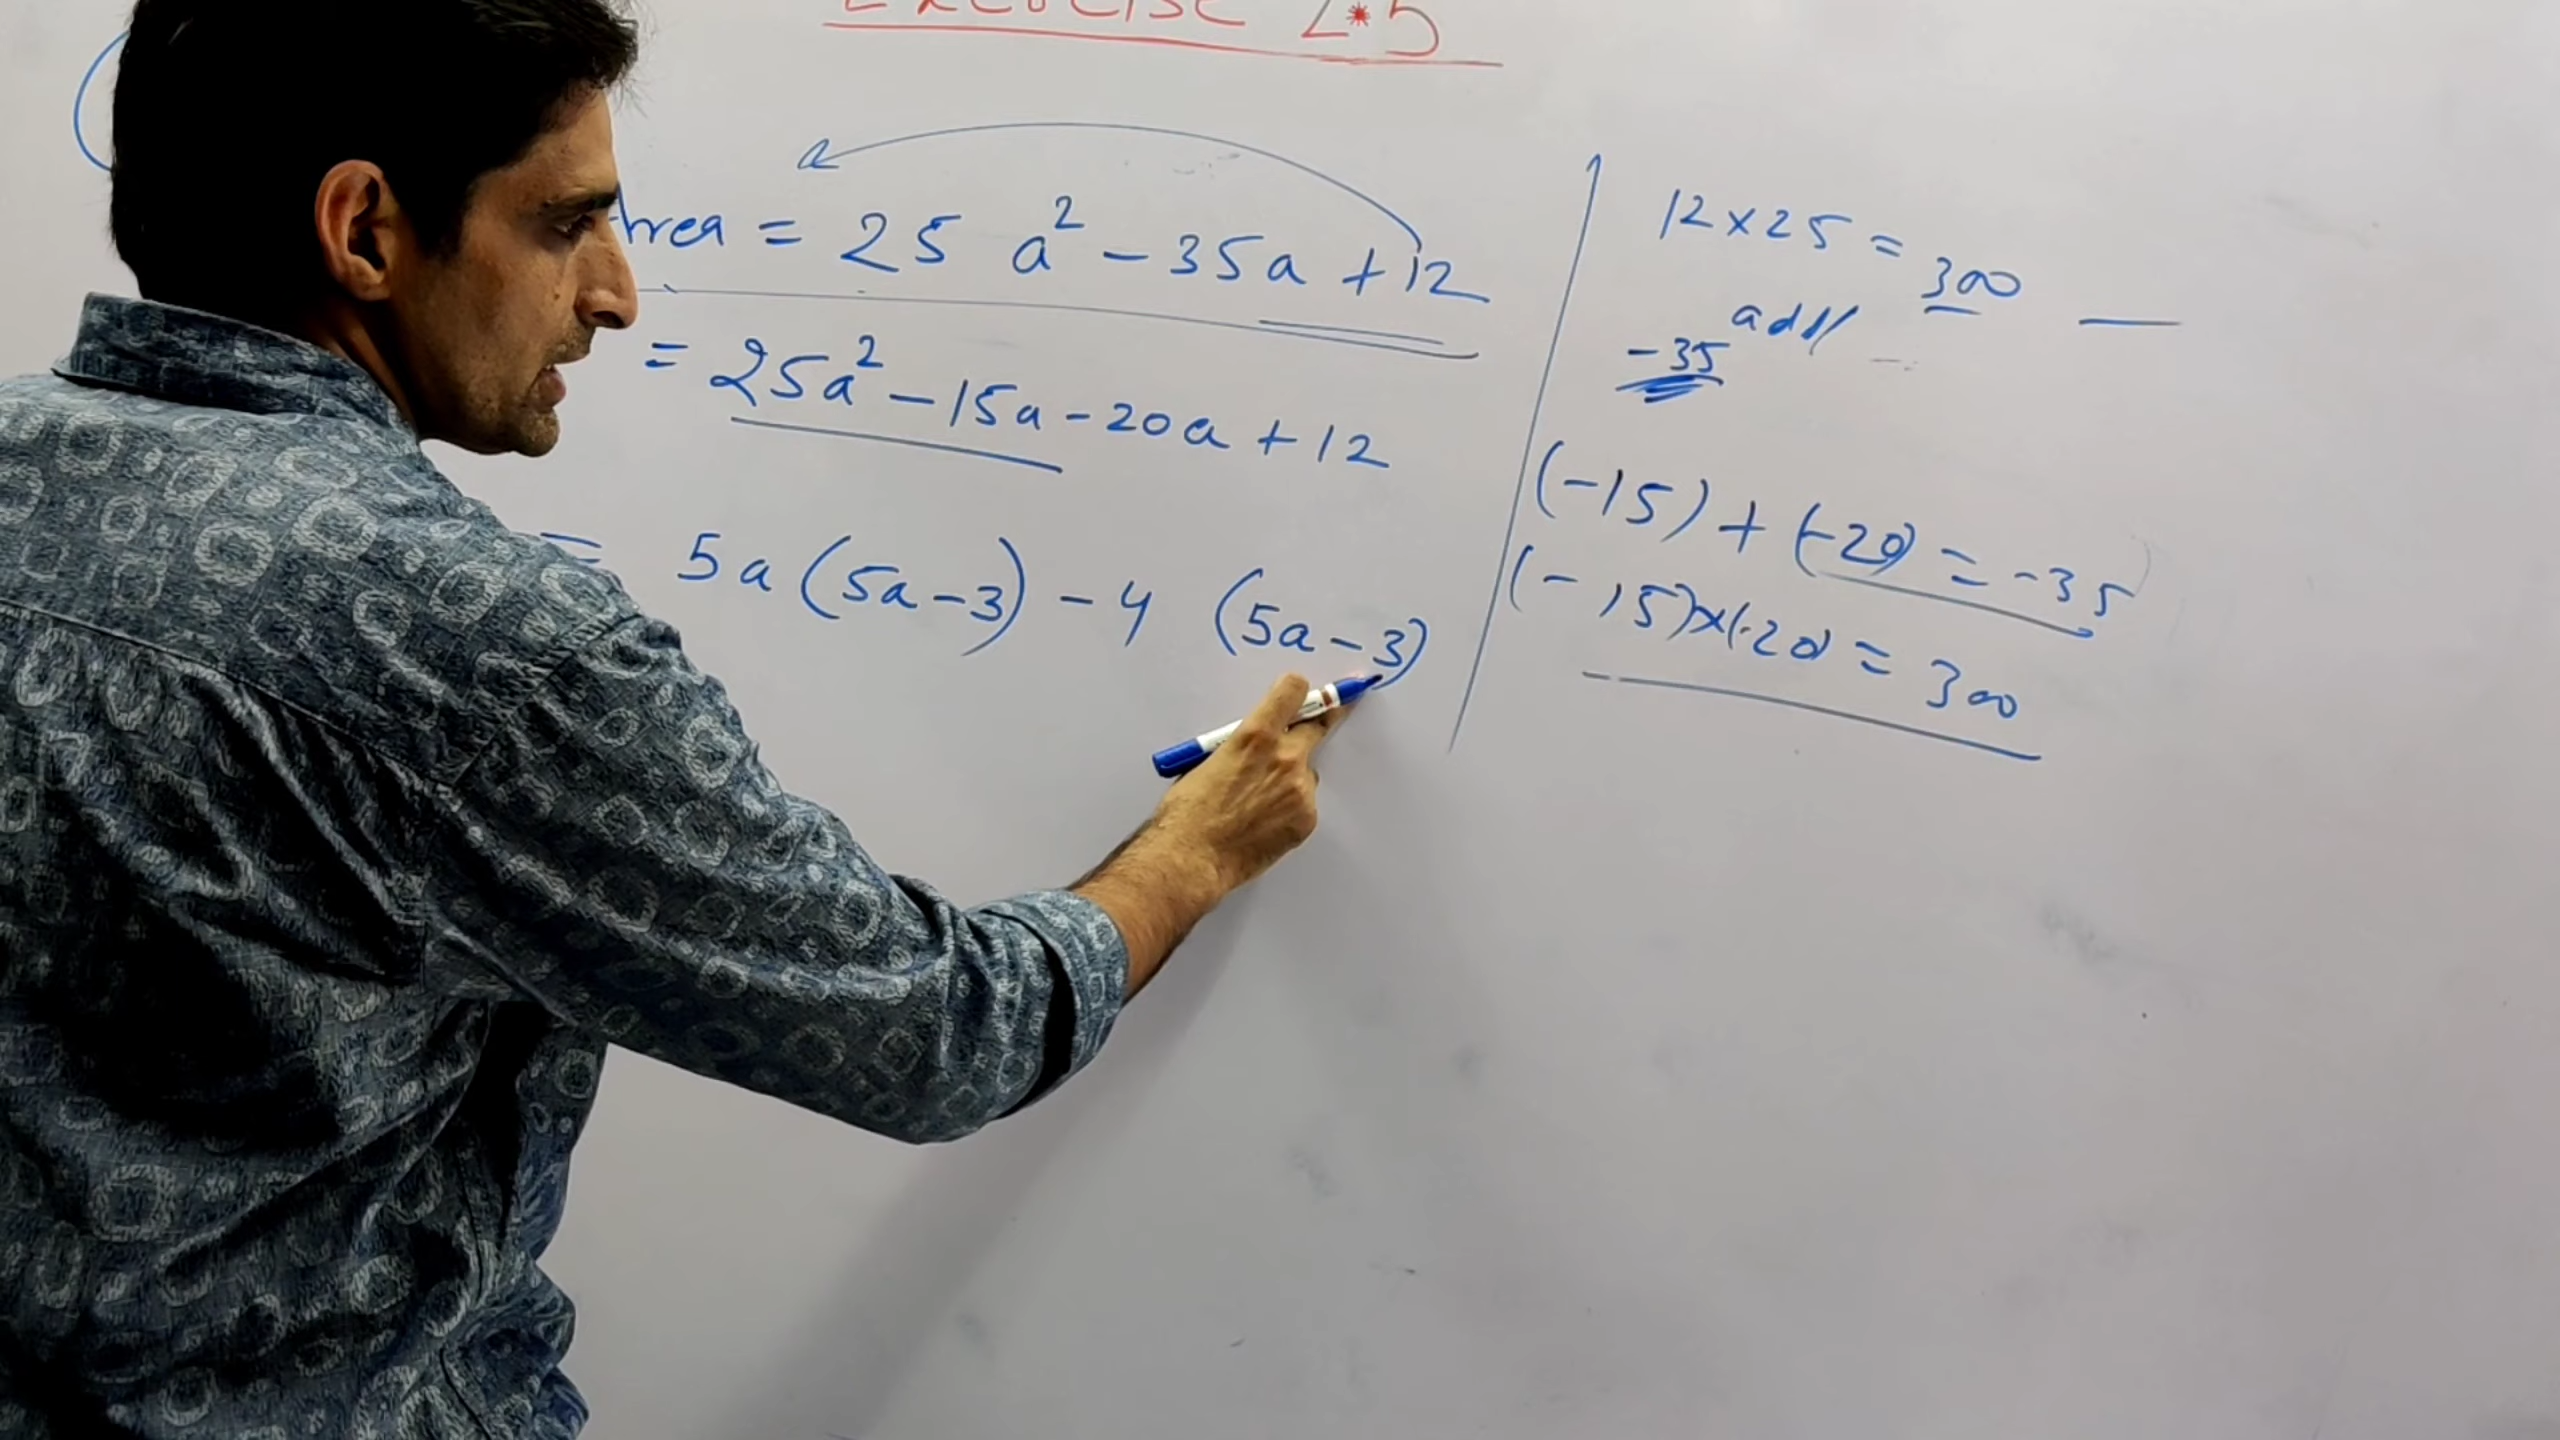 Exercise 2.5
Area = 25 a² - 35a + 12
= 25a² - 15a - 20a + 12
= 5a (5a-3) - 4 (5a-3)
12 x 25 = 300
add
-35
(-15) + (-20) = -35
(-15)x(-20) = 300